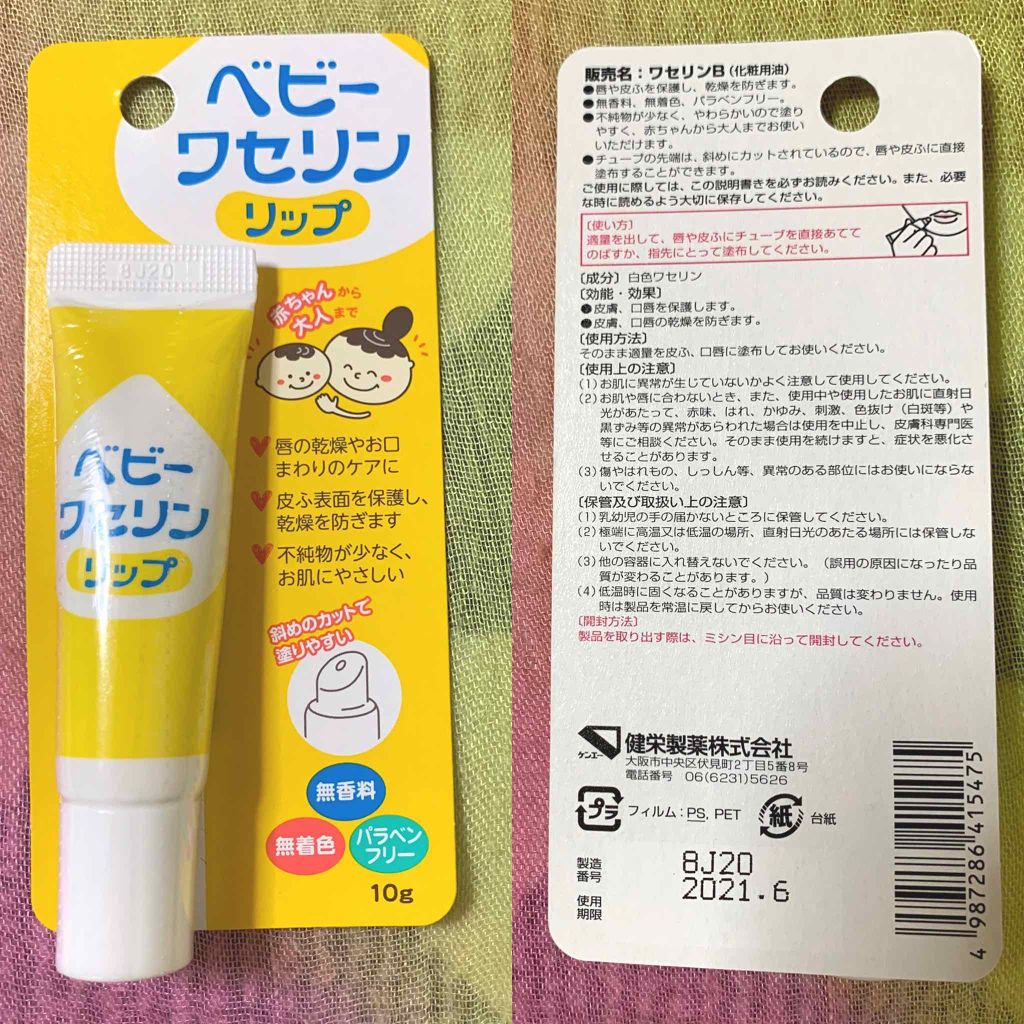 ベビー
ワセリン
リップ
8J20
赤ちゃんから
大人まで
ベビー
ワセリン
リップ
唇の乾燥やお口
まわりのケアに
皮ふ表面を保護し、
乾燥を防ぎます
不純物が少なく、
お肌にやさしい
斜めのカットで
塗りやすい
無香料
無着色
パラベン
フリー
10g
販売名：ワセリンB（化粧用油）
●唇や皮ふを保護し、乾燥を防ぎます。
●無香料、無着色、パラベンフリー。
●不純物が少なく、やわらかいので塗り
やすく、赤ちゃんから大人までお使い
いただけます。
●チューブの先端は、斜めにカットされているので、唇や皮ふに直接
塗布することができます。
ご使用に際しては、この説明書きを必ずお読みください。また、必要
な時に読めるよう大切に保存してください。
〔使い方〕
適量を出して、唇や皮ふにチューブを直接あてて
のばすか、指先にとって塗布してください。
〔成分〕白色ワセリン
〔効能・効果〕
●皮膚、口唇を保護します。
●皮膚、口唇の乾燥を防ぎます。
〔使用方法〕
そのまま適量を皮ふ、口唇に塗布してお使いください。
〔使用上の注意〕
(1)お肌に異常が生じていないかよく注意して使用してください。
(2)お肌や唇に合わないとき、また、使用中や使用したお肌に直射日
光があたって、赤味、はれ、かゆみ、刺激、色抜け（白斑等）や
黒ずみ等の異常があらわれた場合は使用を中止し、皮膚科専門医
等にご相談ください。そのまま使用を続けますと、症状を悪化さ
せることがあります。
(3)傷やはれもの、しっしん等、異常のある部位にはお使いにならな
いでください。
〔保管及び取扱い上の注意〕
(1)乳幼児の手の届かないところに保管してください。
(2)極端に高温又は低温の場所、直射日光のあたる場所には保管しな
いでください。
(3)他の容器に入れ替えないでください。（誤用の原因になったり品
質が変わることがあります。）
(4)低温時に固くなることがありますが、品質は変わりません。使用
時は製品を常温に戻してからお使いください。
〔開封方法〕
製品を取り出す際は、ミシン目に沿って開封してください。
ケンエー 健栄製薬株式会社
大阪市中央区伏見町2丁目5番8号
電話番号 06(6231)5626
プラ フィルム：PS, PET 紙 台紙
製造
番号 8J20
使用
期限 2021.6
4 987286 415475